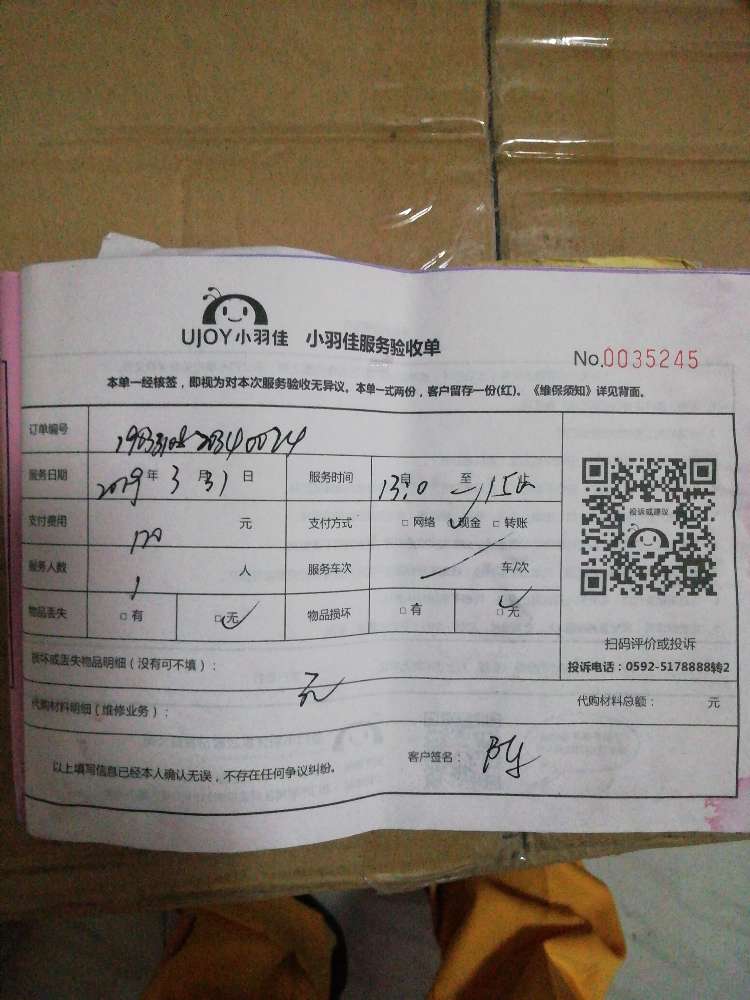 UJOY小羽佳 小羽佳服务验收单
No.0035245
本单一经核签，即视为对本次服务验收无异议。本单一式两份，客户留存一份(红)。《维保须知》详见背面。
订单编号
服务日期 2019年3月31日 服务时间 自 至 止
支付费用 元 支付方式 □网络 □现金 □转账
服务人数 1 人 服务车次 车/次
物品丢失 □有 □无 物品损坏 □有 □无
投诉或建议
扫码评价或投诉
投诉电话：0592-5178888转2
损坏或丢失物品明细（没有可不填）：
无
代购材料明细（维修业务）： 代购材料总额： 元
以上填写信息已经本人确认无误，不存在任何争议纠纷。 客户签名：